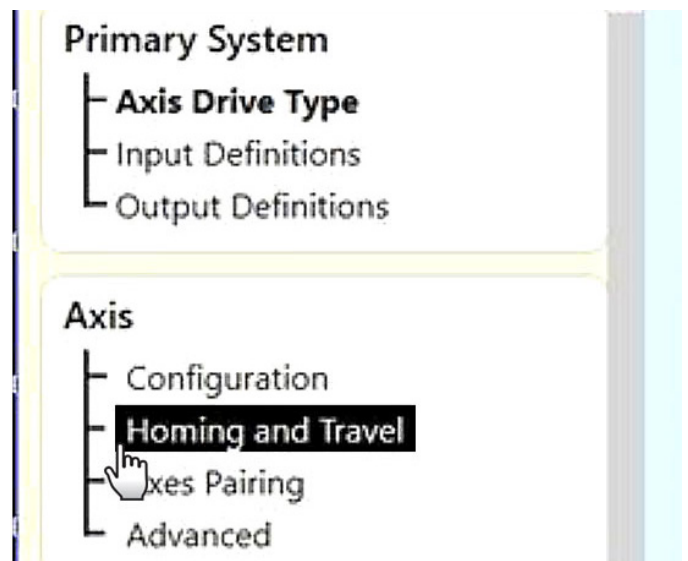 Primary System
Axis Drive Type
Input Definitions
Output Definitions
Axis
Configuration
Homing and Travel
xes Pairing
Advanced